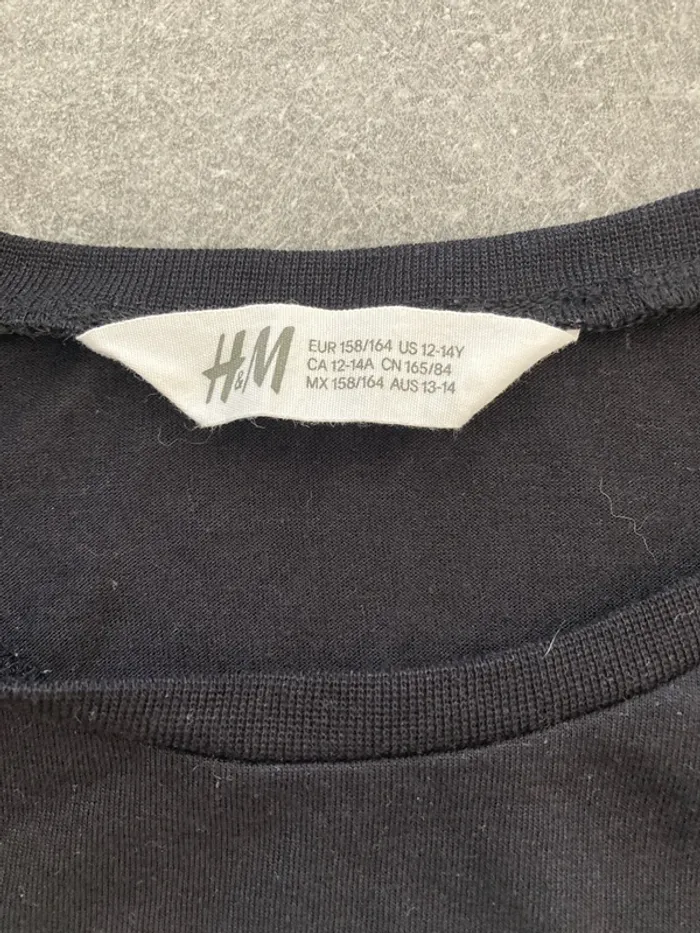 H&M
EUR 158/164 US 12-14Y
CA 12-14A CN 165/84
MX 158/164 AUS 13-14